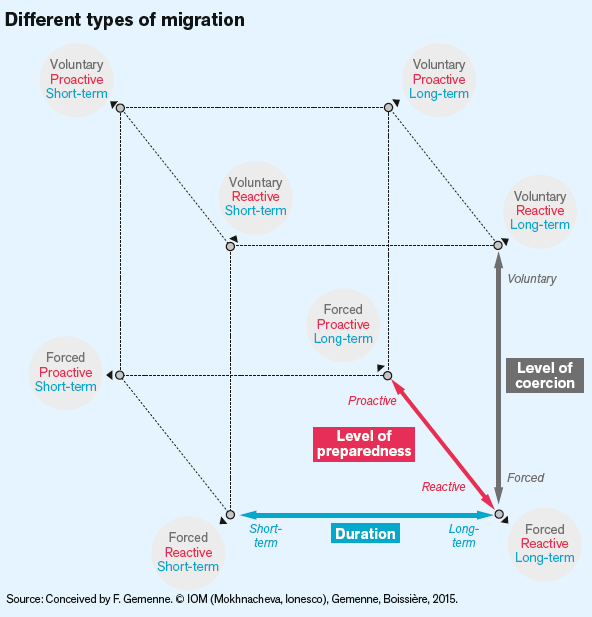 Different types of migration
Voluntary
Proactive
Short-term
Voluntary
Proactive
Long-term
Voluntary
Reactive
Short-term
Voluntary
Reactive
Long-term
Voluntary
Forced
Proactive
Long-term
Forced
Proactive
Short-term
Level of
coercion
Proactive
Level of
preparedness
Reactive
Forced
Short-
term
Duration
Long-
term
Forced
Reactive
Short-term
Forced
Reactive
Long-term
Source: Conceived by F. Gemenne. © IOM (Mokhnacheva, Ionesco), Gemenne, Boissière, 2015.